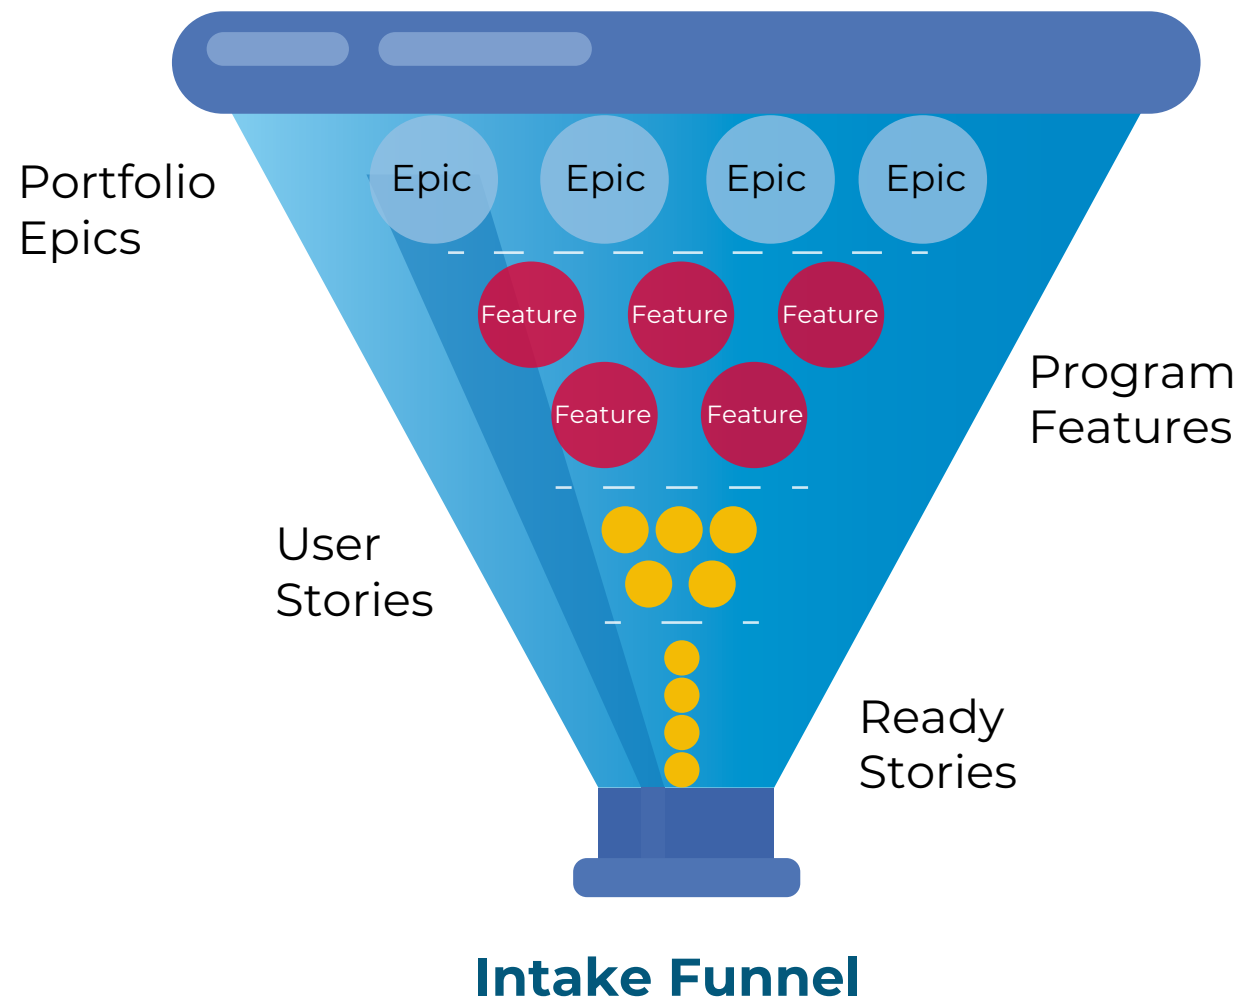 Portfolio
Epics
Epic Epic Epic Epic
Feature Feature Feature
Program
Features
Feature Feature
User
Stories
Ready
Stories
Intake Funnel